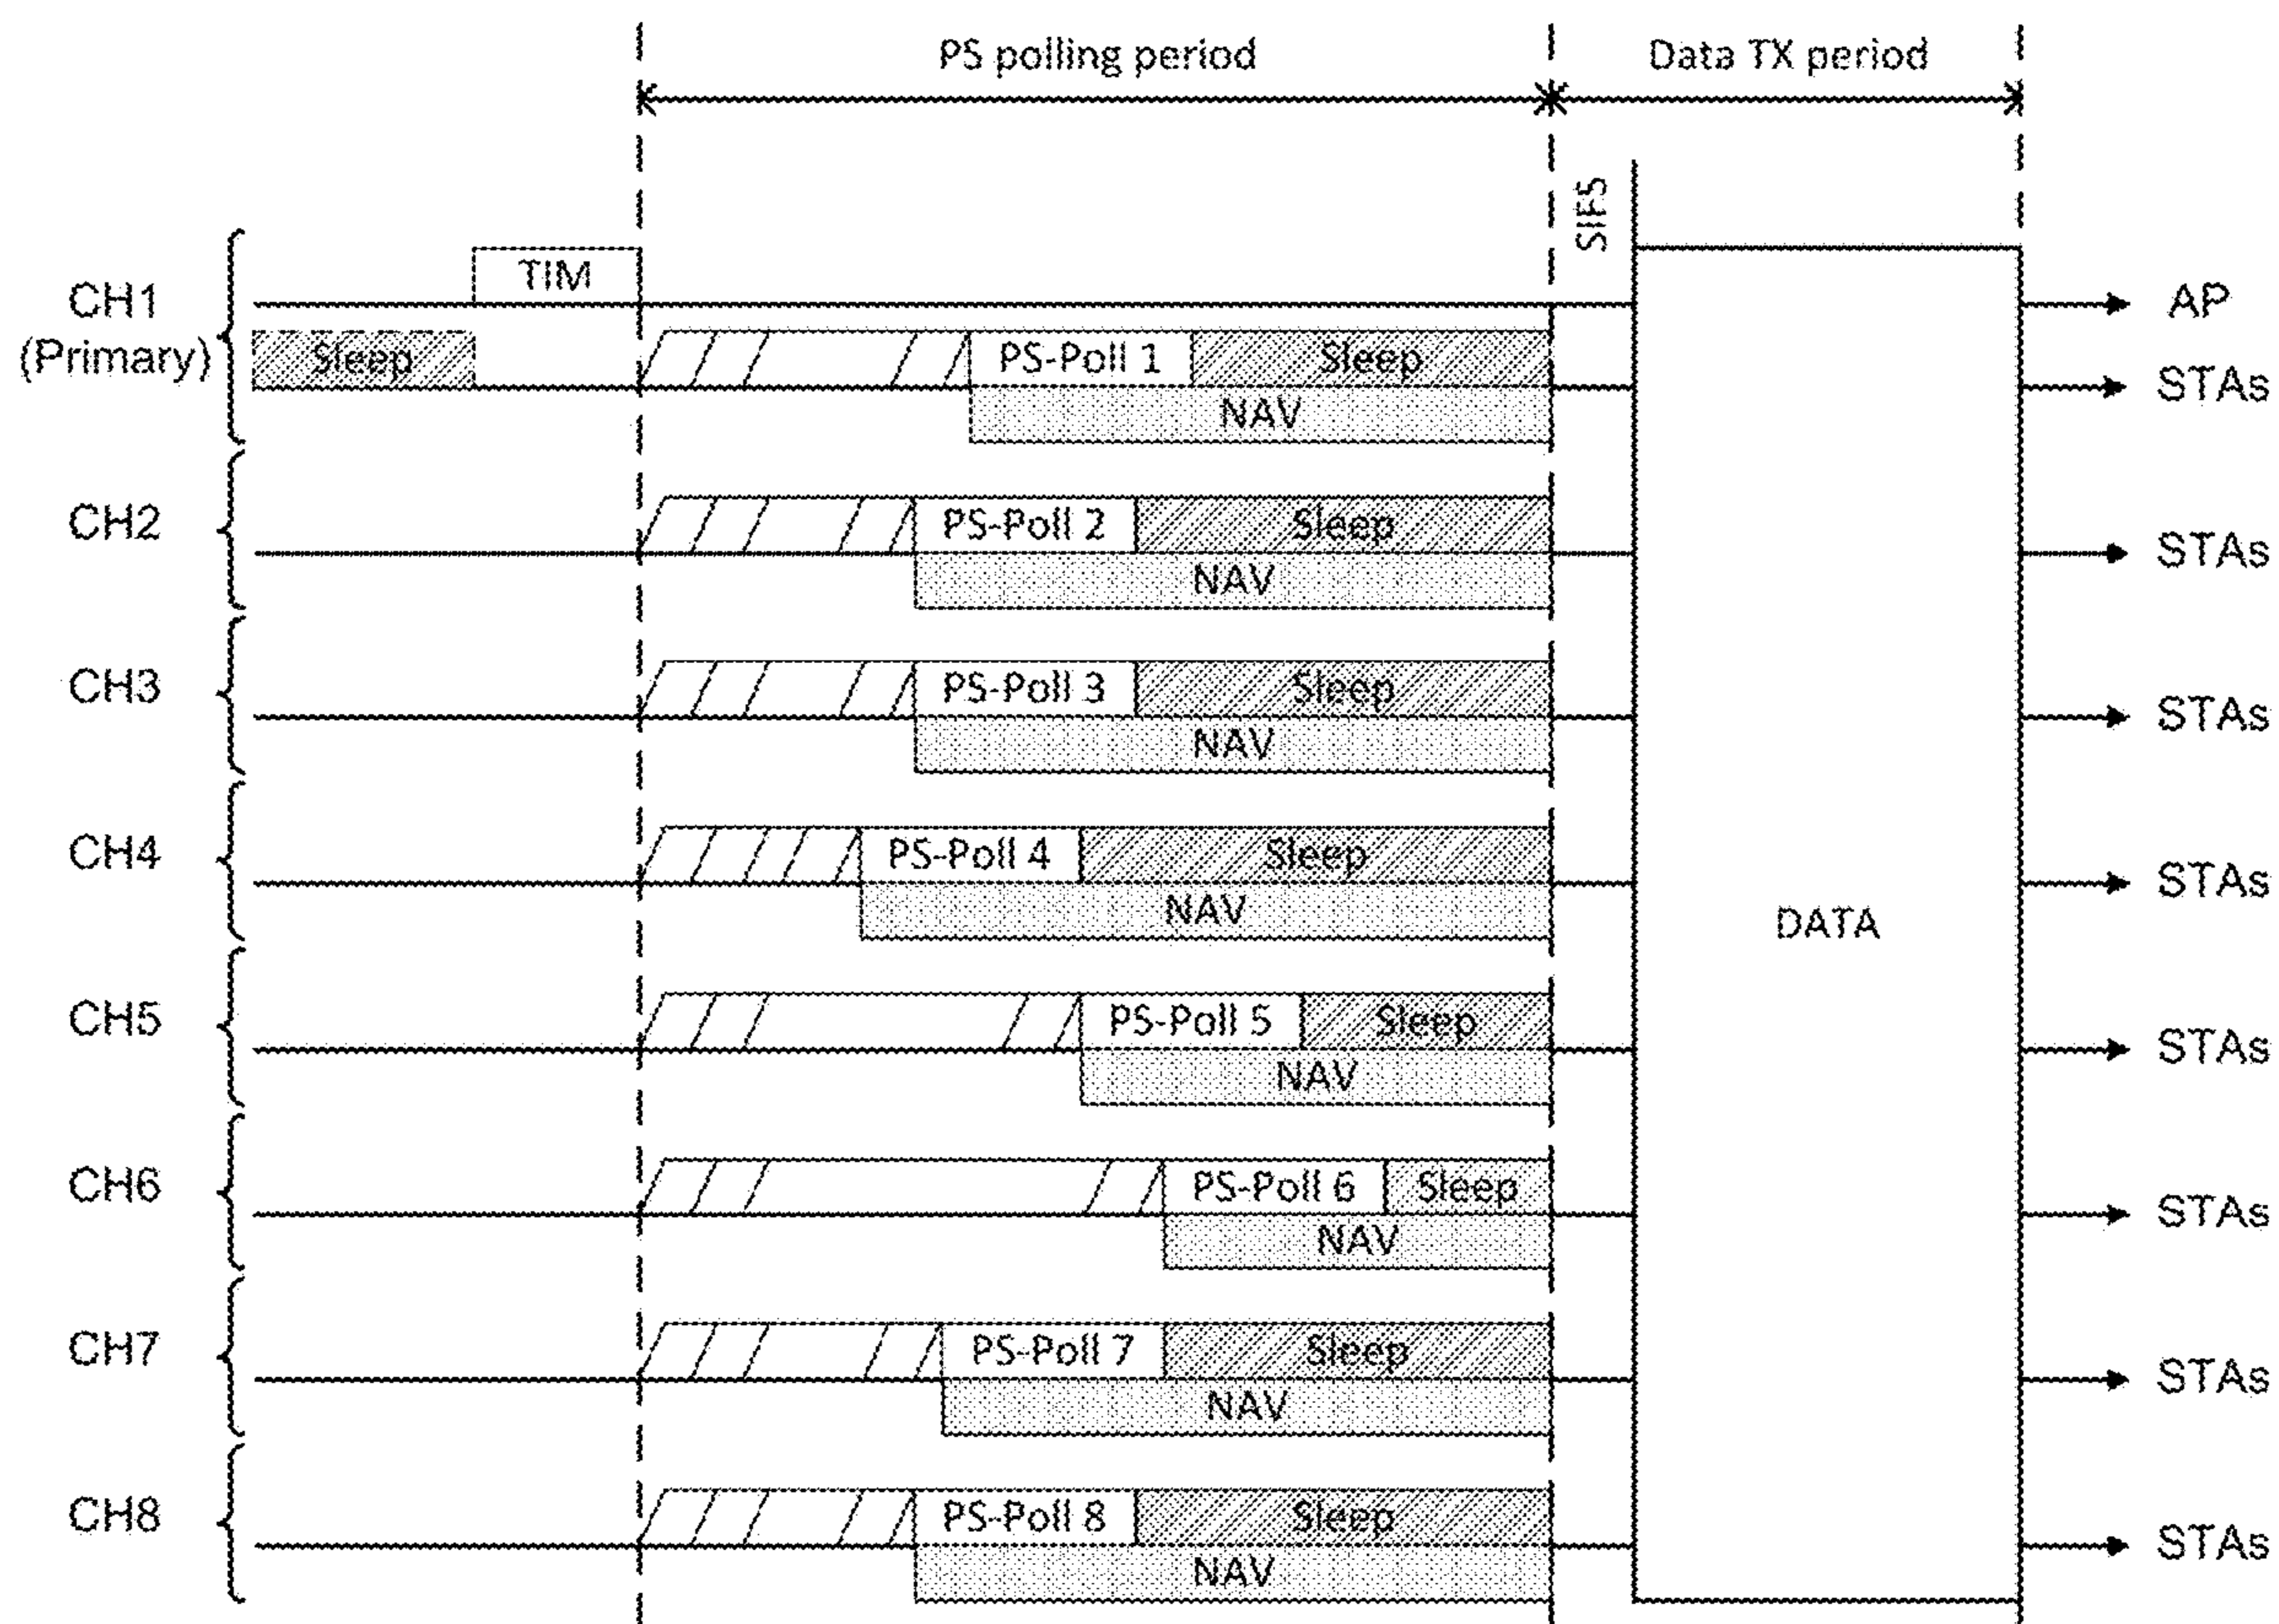 PS polling period
Data TX period
SIFS
CH1
(Primary)
TIM
AP
Sleep
PS-Poll 1
Sleep
STAs
NAV
CH2
PS-Poll 2
Sleep
STAs
NAV
CH3
PS-Poll 3
Sleep
STAs
NAV
CH4
PS-Poll 4
Sleep
STAs
NAV
DATA
CH5
PS-Poll 5
Sleep
STAs
NAV
CH6
PS-Poll 6
Sleep
STAs
NAV
CH7
PS-Poll 7
Sleep
STAs
NAV
CH8
PS-Poll 8
Sleep
STAs
NAV